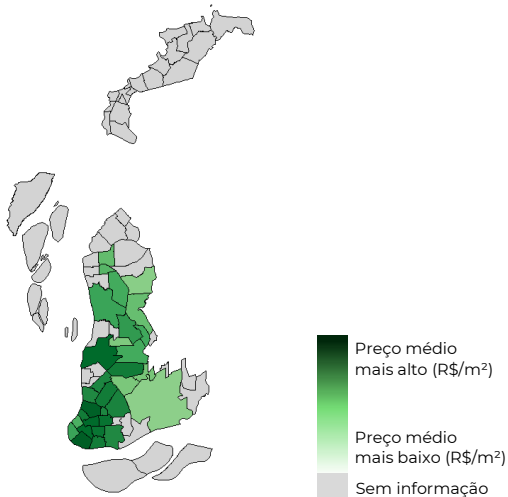 Preço médio
mais alto (R$/m²)
Preço médio
mais baixo (R$/m²)
Sem informação